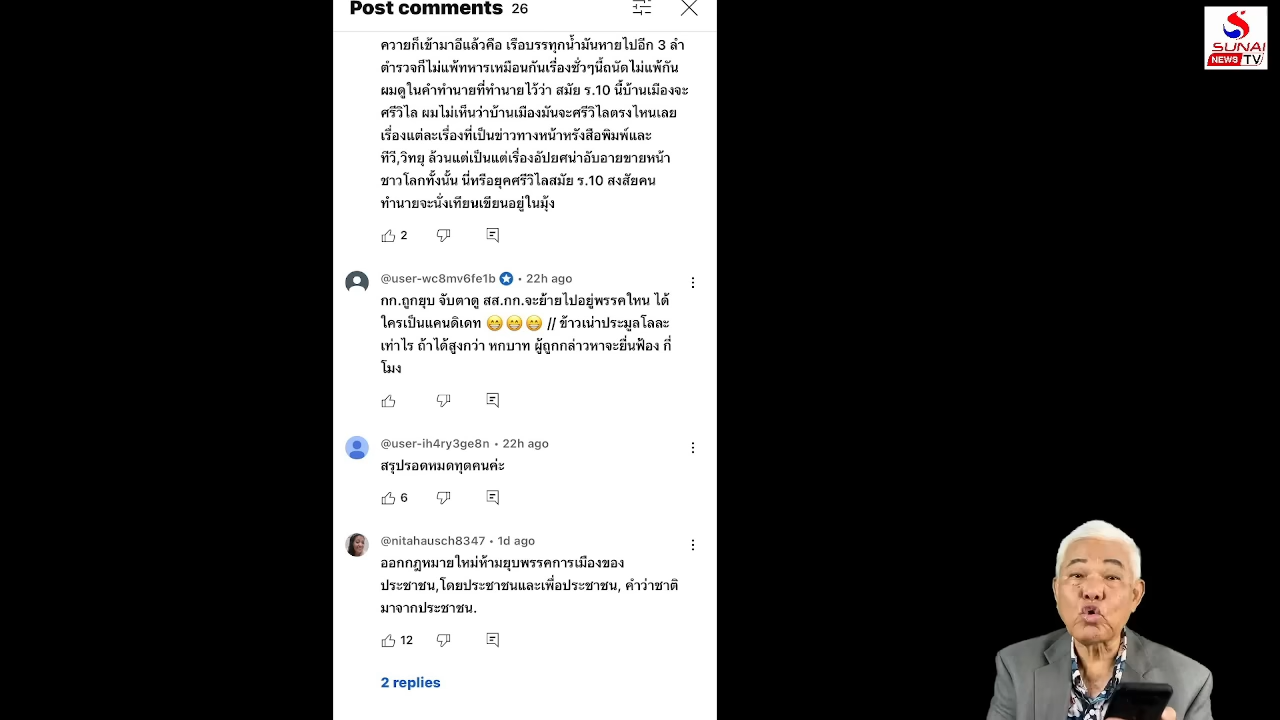 Post comments 26
SUNAI
NEWS TV
ควายก็เข้ามาอีแล้วคือ เรือบรรทุกน้ำมันหายไปอีก 3 ลำ
ตำรวจก็ไม่แพ้ทหารเหมือนกันเรื่องชั่วๆนี้ถนัดไม่แพ้กัน
ผมดูในคำทำนายที่ทำนายไว้ว่า สมัย ร.10 นี้บ้านเมืองจะ
ศรีวิไล ผมไม่เห็นว่าบ้านเมืองมันจะศรีวิไลตรงไหนเลย
เรื่องแต่ละเรื่องที่เป็นข่าวทางหน้าหรังสือพิมพ์และ
ทีวี,วิทยุ ล้วนแต่เป็นแต่เรื่องอัปยศน่าอับอายขายหน้า
ชาวโลกทั้งนั้น นี่หรือยุคศรีวิไลสมัย ร.10 สงสัยคน
ทำนายจะนั่งเทียนเขียนอยู่ในมุ้ง
2
@user-wc8mv6fe1b • 22h ago
กก.ถูกยุบ จับตาดู สส.กก.จะย้ายไปอยู่พรรคใหน ได้
ใครเป็นแคนดิเดท 😁😁😁 // ข้าวเน่าประมูลโลละ
เท่าไร ถ้าได้สูงกว่า หกบาท ผู้ถูกกล่าวหาจะยื่นฟ้อง กี่
โมง
@user-ih4ry3ge8n • 22h ago
สรุปรอดหมดทุตคนค่ะ
6
@nitahausch8347 • 1d ago
ออกกฎหมายใหม่ห้ามยุบพรรคการเมืองของ
ประชาชน,โดยประชาชนและเพื่อประชาชน, คำว่าชาติ
มาจากประชาชน.
12
2 replies